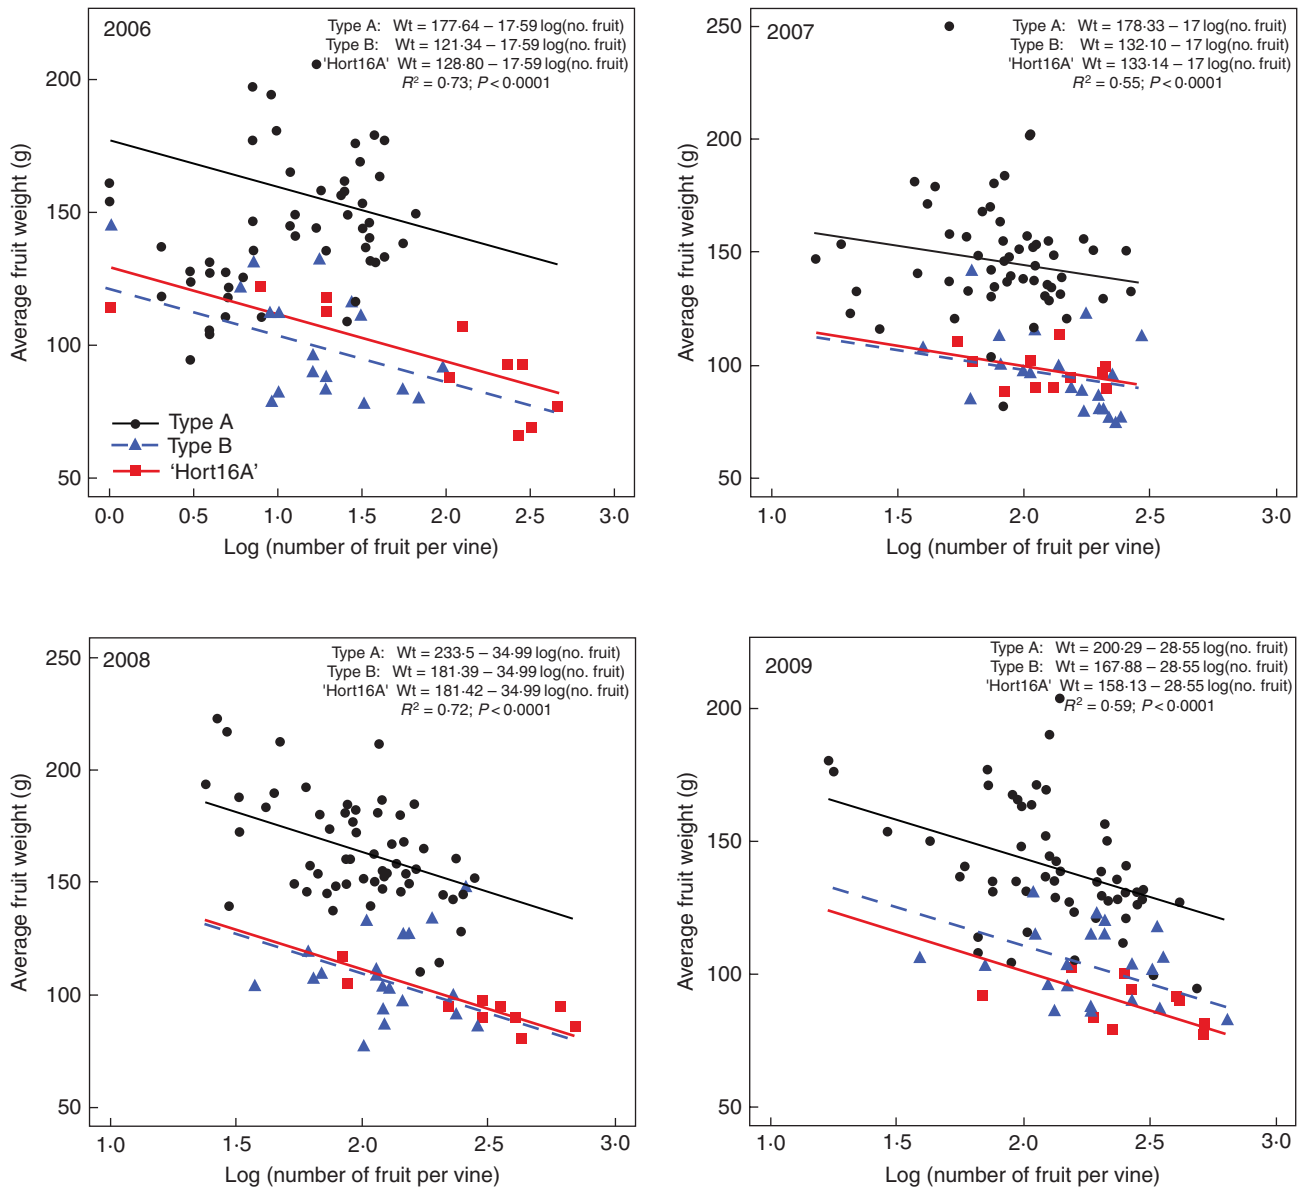 2006
Type A: Wt = 177·64 – 17·59 log(no. fruit)
Type B: Wt = 121·34 – 17·59 log(no. fruit)
'Hort16A' Wt = 128·80 – 17·59 log(no. fruit)
R² = 0·73; P < 0·0001
Average fruit weight (g)
200
150
100
50
Type A
Type B
'Hort16A'
0·0 0·5 1·0 1·5 2·0 2·5 3·0
Log (number of fruit per vine)
2007
Type A: Wt = 178·33 – 17 log(no. fruit)
Type B: Wt = 132·10 – 17 log(no. fruit)
'Hort16A' Wt = 133·14 – 17 log(no. fruit)
R² = 0·55; P < 0·0001
Average fruit weight (g)
250
200
150
100
50
1·0 1·5 2·0 2·5 3·0
Log (number of fruit per vine)
2008
Type A: Wt = 233·5 – 34·99 log(no. fruit)
Type B: Wt = 181·39 – 34·99 log(no. fruit)
'Hort16A' Wt = 181·42 – 34·99 log(no. fruit)
R² = 0·72; P < 0·0001
Average fruit weight (g)
250
200
150
100
50
1·0 1·5 2·0 2·5 3·0
Log (number of fruit per vine)
2009
Type A: Wt = 200·29 – 28·55 log(no. fruit)
Type B: Wt = 167·88 – 28·55 log(no. fruit)
'Hort16A' Wt = 158·13 – 28·55 log(no. fruit)
R² = 0·59; P < 0·0001
Average fruit weight (g)
200
150
100
50
1·0 1·5 2·0 2·5 3·0
Log (number of fruit per vine)